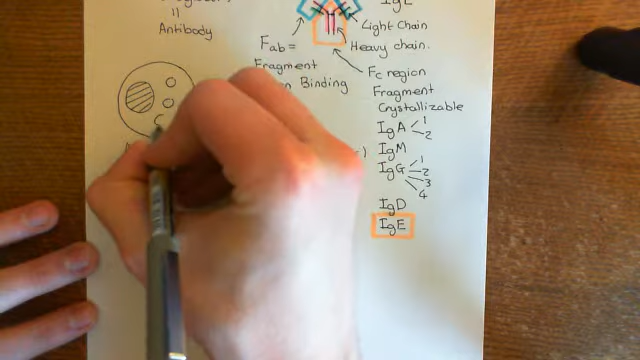 =
Antibody
IgE
Light Chain
Heavy chain.
Fab =
Fragment
Binding
Fc region
Fragment
Crystallizable
IgA 1
2
IgM
IgG 1
2
3
4
IgD
IgE